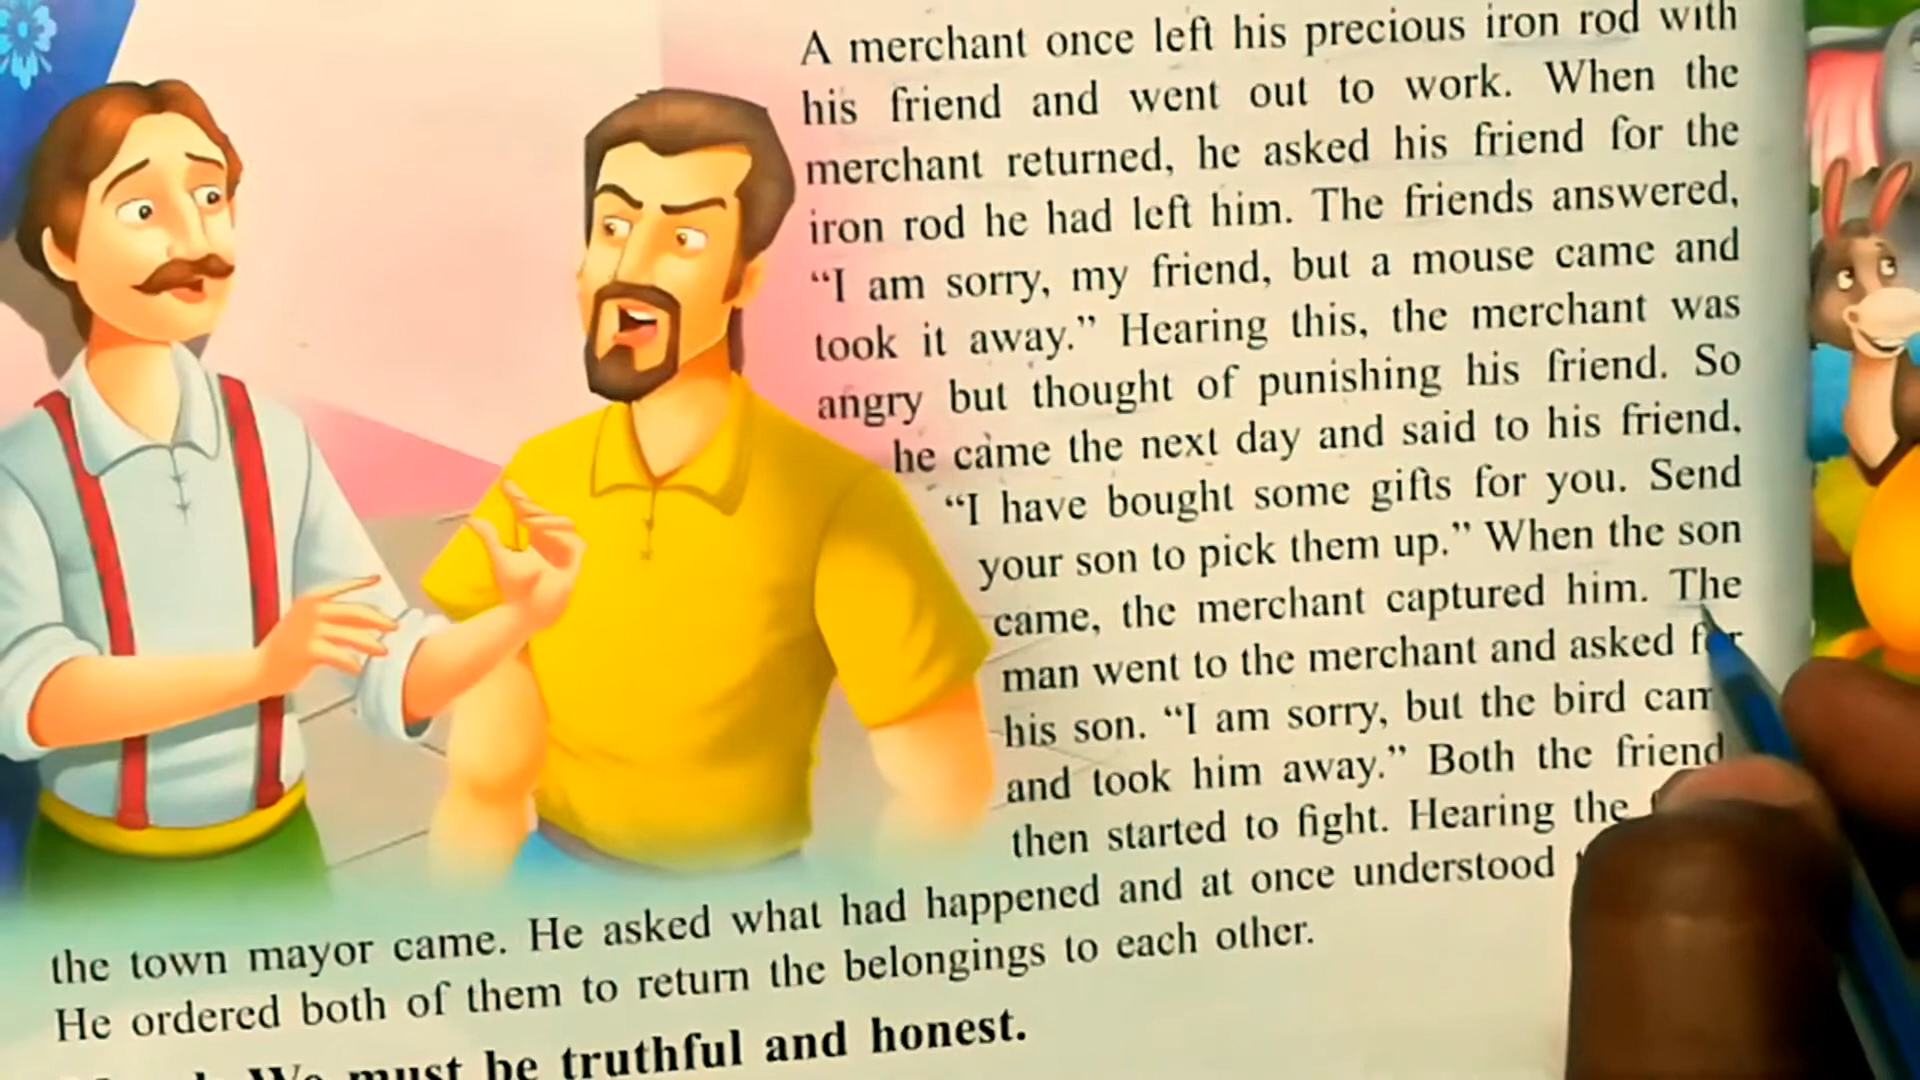 A merchant once left his precious iron rod with
his friend and went out to work. When the
merchant returned, he asked his friend for the
iron rod he had left him. The friends answered,
“I am sorry, my friend, but a mouse came and
took it away.” Hearing this, the merchant was
angry but thought of punishing his friend. So
he came the next day and said to his friend,
“I have bought some gifts for you. Send
your son to pick them up.” When the son
came, the merchant captured him. The
man went to the merchant and asked for
his son. “I am sorry, but the bird
and took him away.” Both the friend
then started to fight. Hearing the
the town mayor came. He asked what had happened and at once understood
He ordered both of them to return the belongings to each other.
We must be truthful and honest.